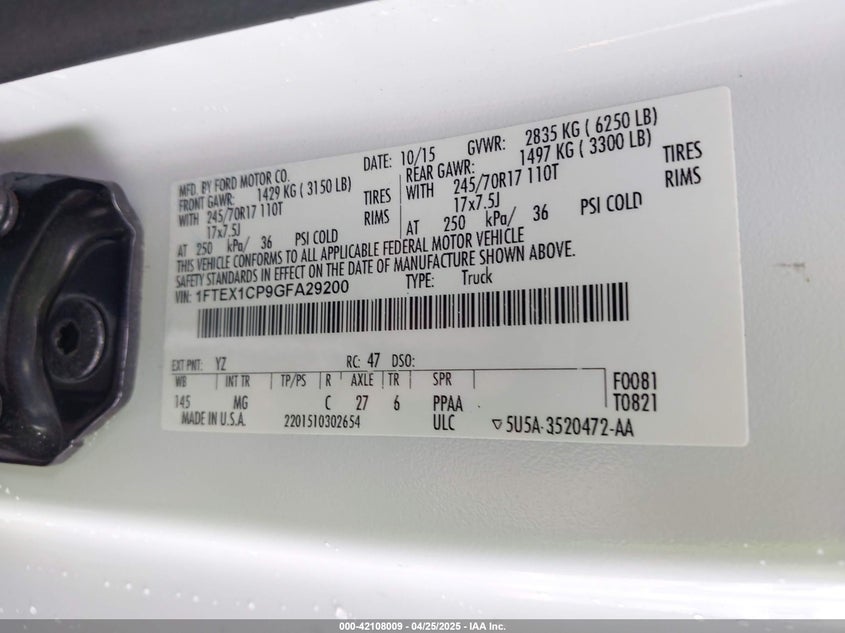 MFD. BY FORD MOTOR CO.
DATE: 10/15
GVWR: 2835 KG ( 6250 LB)
FRONT GAWR: 1429 KG ( 3150 LB)
REAR GAWR: 1497 KG ( 3300 LB)
WITH 245/70R17 110T TIRES
WITH 245/70R17 110T TIRES
17x7.5J RIMS
17x7.5J RIMS
AT 250 kPa/ 36 PSI COLD
AT 250 kPa/ 36 PSI COLD
THIS VEHICLE CONFORMS TO ALL APPLICABLE FEDERAL MOTOR VEHICLE
SAFETY STANDARDS IN EFFECT ON THE DATE OF MANUFACTURE SHOWN ABOVE.
VIN: 1FTEX1CP9GFA29200 TYPE: Truck
EXT PNT: YZ RC: 47 DSO:
WB INT TR TP/PS R AXLE TR SPR F0081
145 MG C 27 6 PPAA T0821
MADE IN U.S.A. 2201510302654 ULC ▽5U5A-3520472-AA
000-42108009 - 04/25/2025 - IAA Inc.